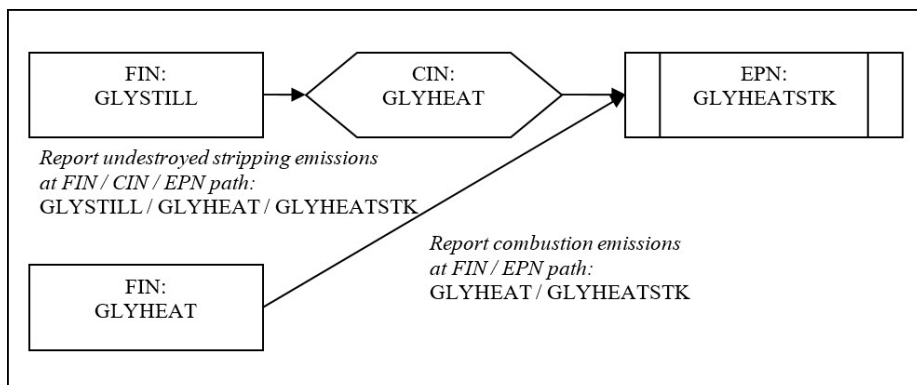 FIN:
GLYSTILL
CIN:
GLYHEAT
EPN:
GLYHEATSTK
Report undestroyed stripping emissions
at FIN / CIN / EPN path:
GLYSTILL / GLYHEAT / GLYHEATSTK
Report combustion emissions
at FIN / EPN path:
GLYHEAT / GLYHEATSTK
FIN:
GLYHEAT